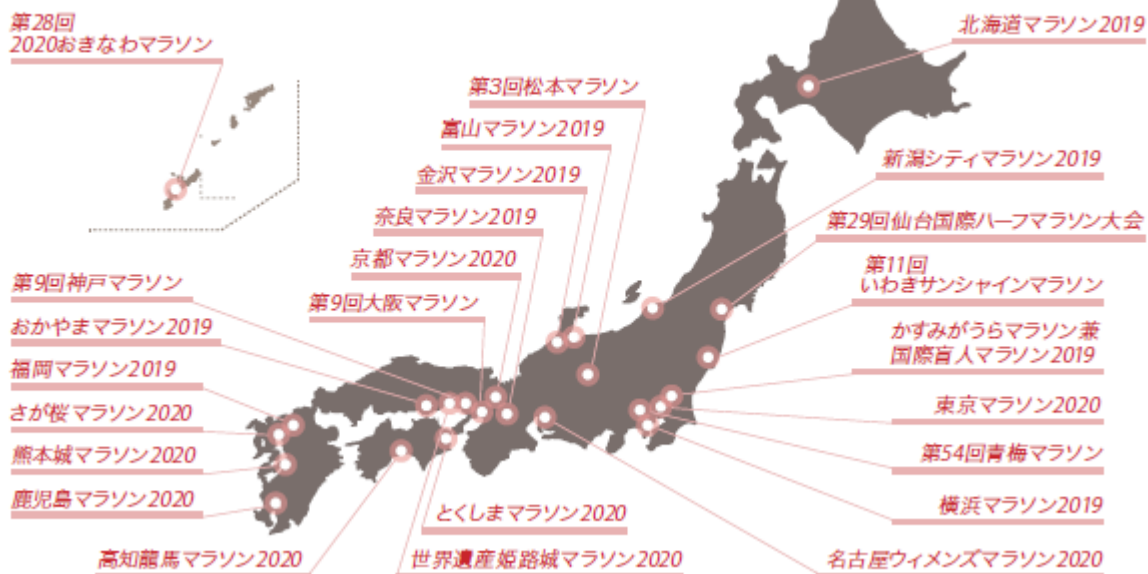 第28回
2020おきなわマラソン
北海道マラソン2019
第3回松本マラソン
富山マラソン2019
新潟シティマラソン2019
金沢マラソン2019
奈良マラソン2019
第29回仙台国際ハーフマラソン大会
京都マラソン2020
第11回
いわきサンシャインマラソン
第9回神戸マラソン
第9回大阪マラソン
おかやまマラソン2019
かすみがうらマラソン兼
国際盲人マラソン2019
福岡マラソン2019
さが桜マラソン2020
東京マラソン2020
熊本城マラソン2020
第54回青梅マラソン
鹿児島マラソン2020
横浜マラソン2019
とくしまマラソン2020
高知龍馬マラソン2020
世界遺産姫路城マラソン2020
名古屋ウィメンズマラソン2020